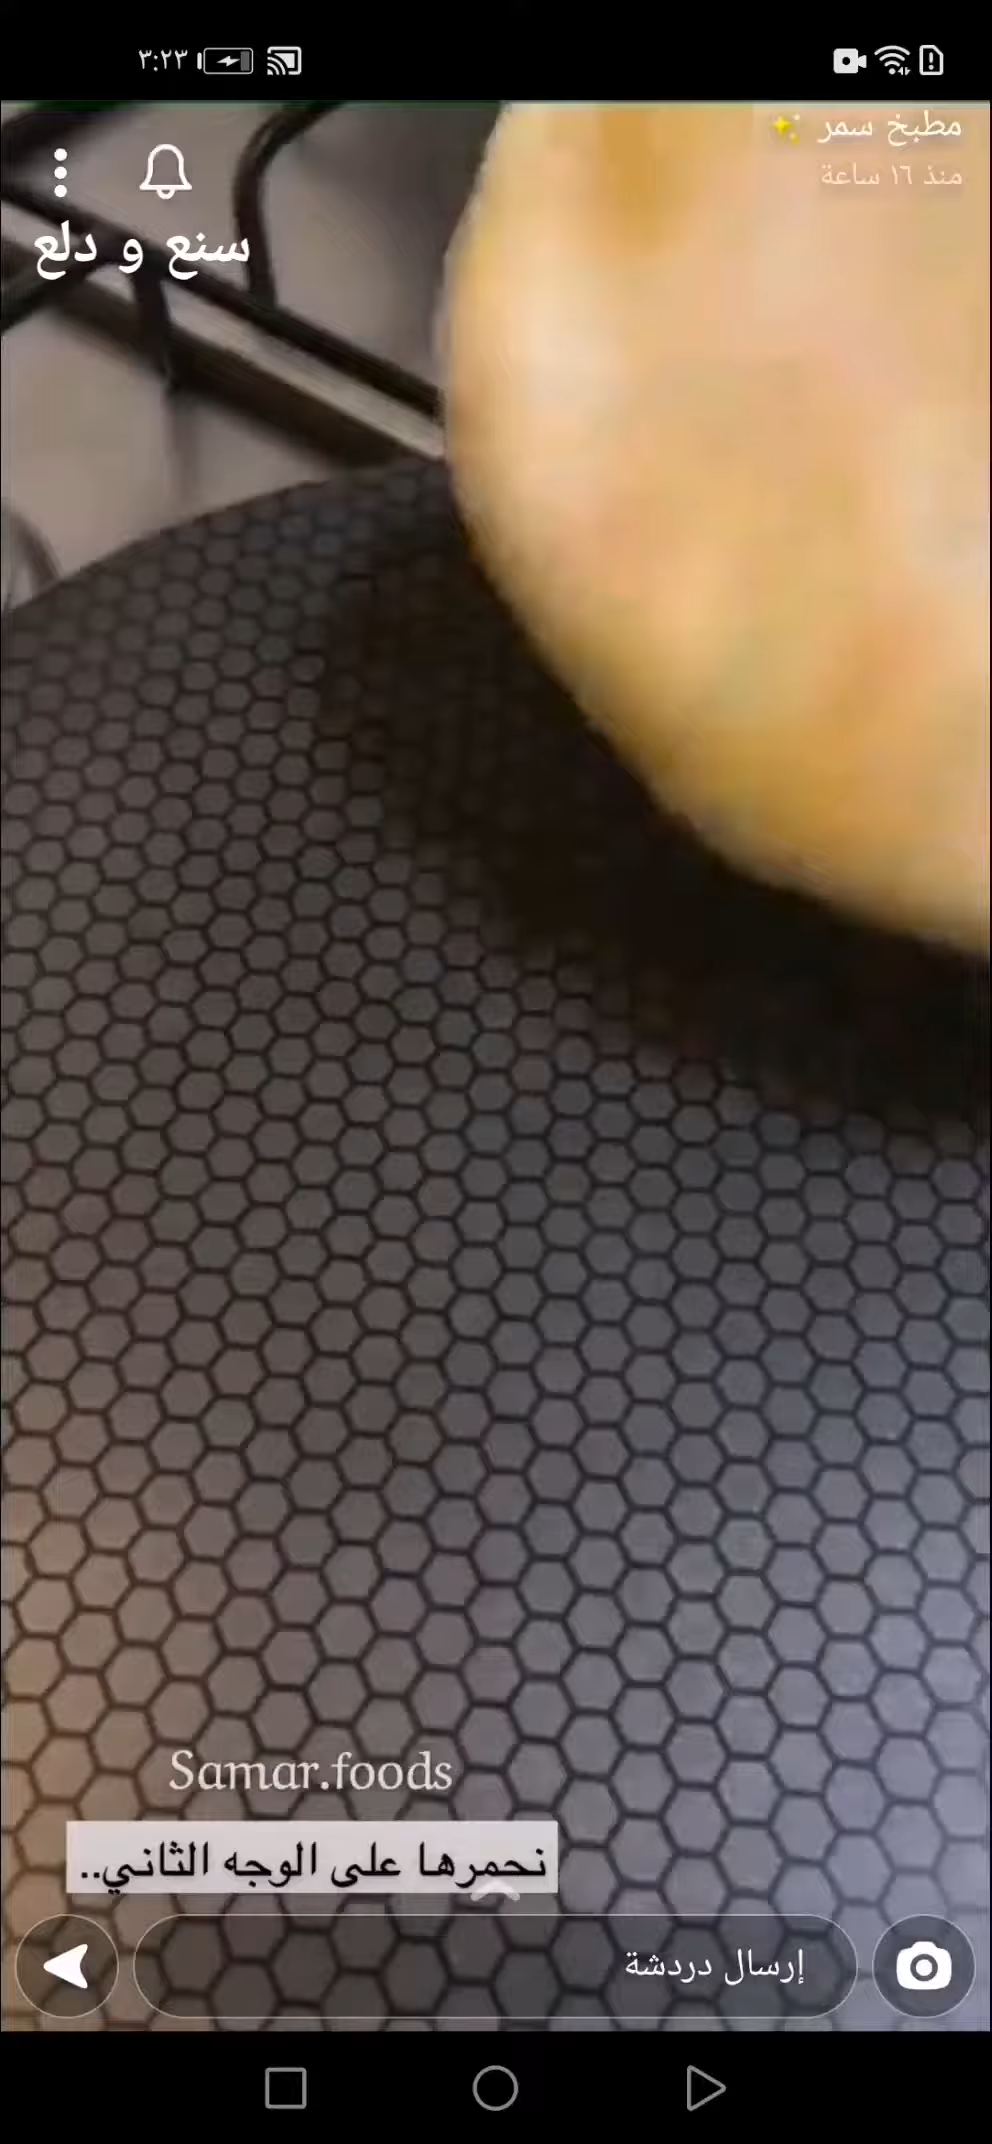 ٣:٢٣
مطبخ سمر ✨
منذ ١٦ ساعة
سنع و دلع
Samar.foods
نحمرها على الوجه الثاني..
إرسال دردشة